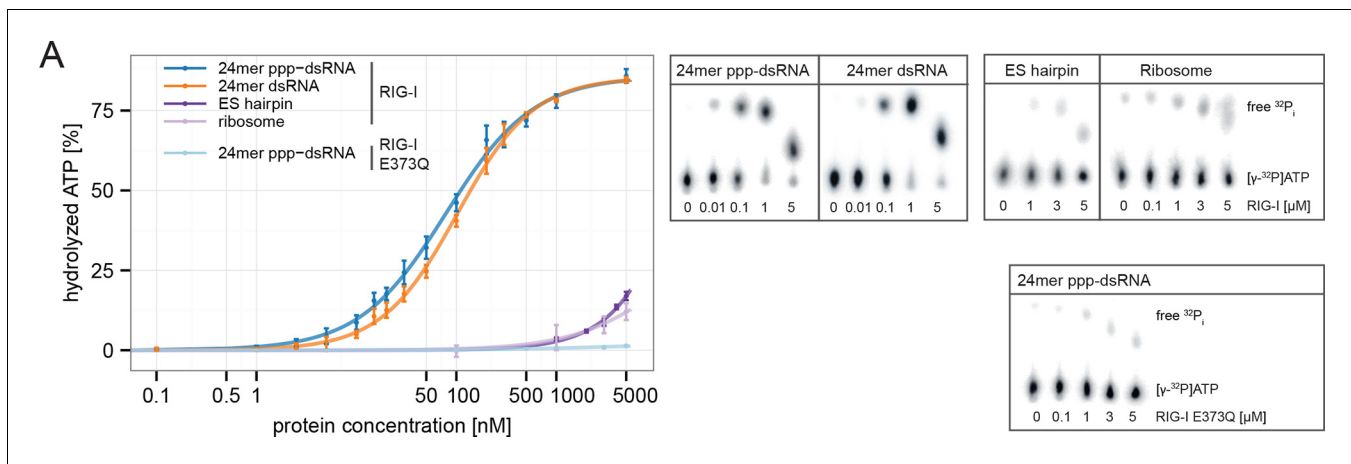 A
24mer ppp−dsRNA
24mer dsRNA
ES hairpin
ribosome
RIG-I
24mer ppp−dsRNA
RIG-I
E373Q
hydrolyzed ATP [%]
75
50
25
0
0.1 0.5 1 50 100 500 1000 5000
protein concentration [nM]
24mer ppp-dsRNA 24mer dsRNA
0 0.01 0.1 1 5 0 0.01 0.1 1 5
ES hairpin Ribosome
free ³²Pᵢ
[γ-³²P]ATP
0 1 3 5 0 0.1 1 3 5 RIG-I [µM]
24mer ppp-dsRNA
free ³²Pᵢ
[γ-³²P]ATP
0 0.1 1 3 5 RIG-I E373Q [µM]